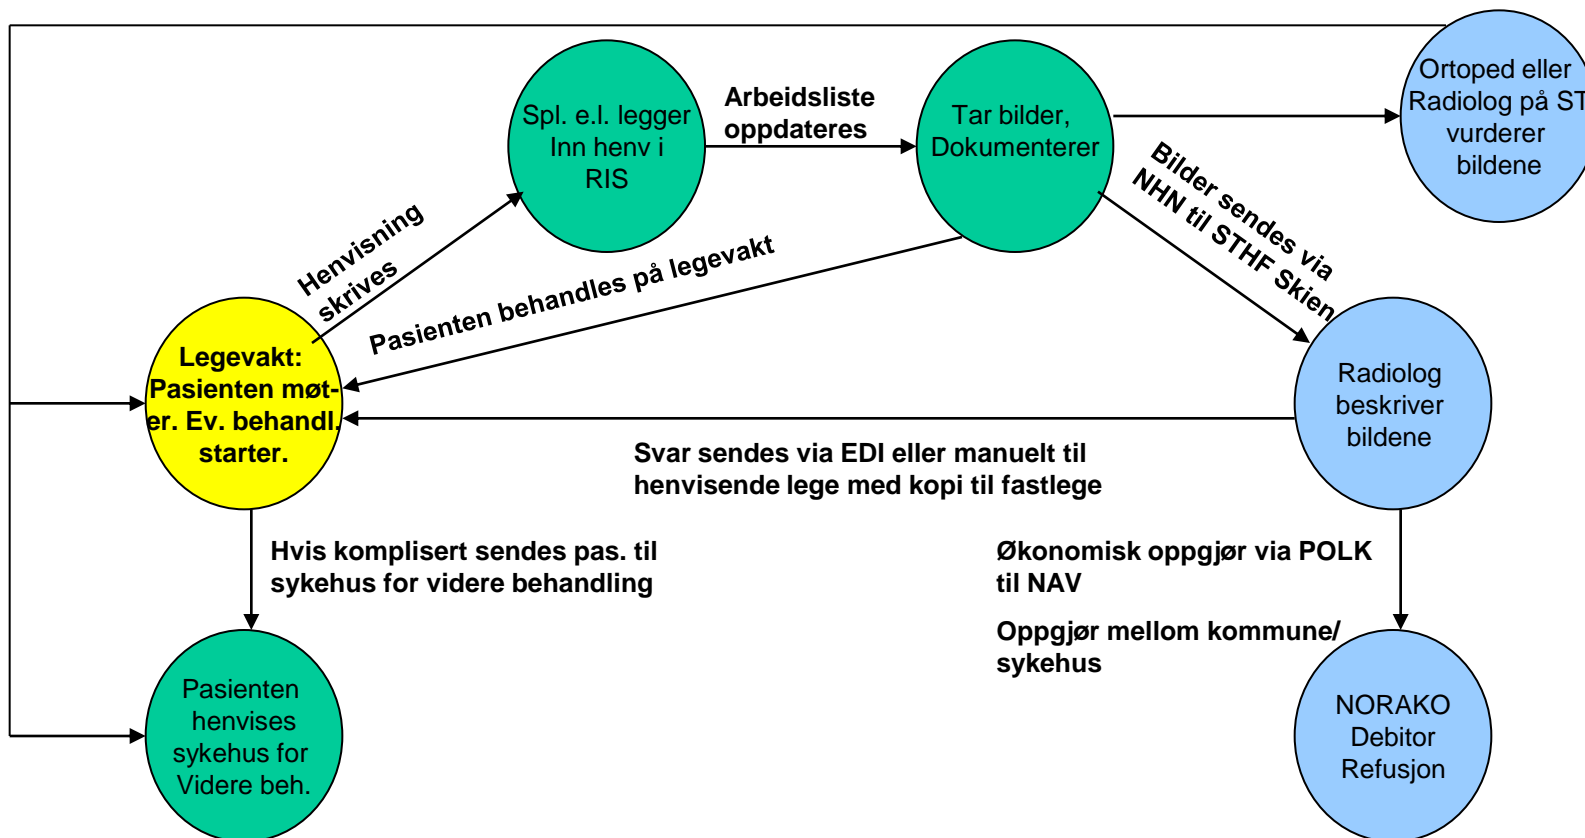 Ortoped eller
Radiolog på ST
vurderer
bildene
Spl. e.l. legger
Inn henv i
RIS
Arbeidsliste
oppdateres
Tar bilder,
Dokumenterer
Bilder sendes via
NHN til STHF Skien
Henvisning
skrives
Pasienten behandles på legevakt
Legevakt:
Pasienten møt-
er. Ev. behandl.
starter.
Radiolog
beskriver
bildene
Svar sendes via EDI eller manuelt til
henvisende lege med kopi til fastlege
Hvis komplisert sendes pas. til
sykehus for videre behandling
Økonomisk oppgjør via POLK
til NAV
Oppgjør mellom kommune/
sykehus
Pasienten
henvises
sykehus for
Videre beh.
NORAKO
Debitor
Refusjon